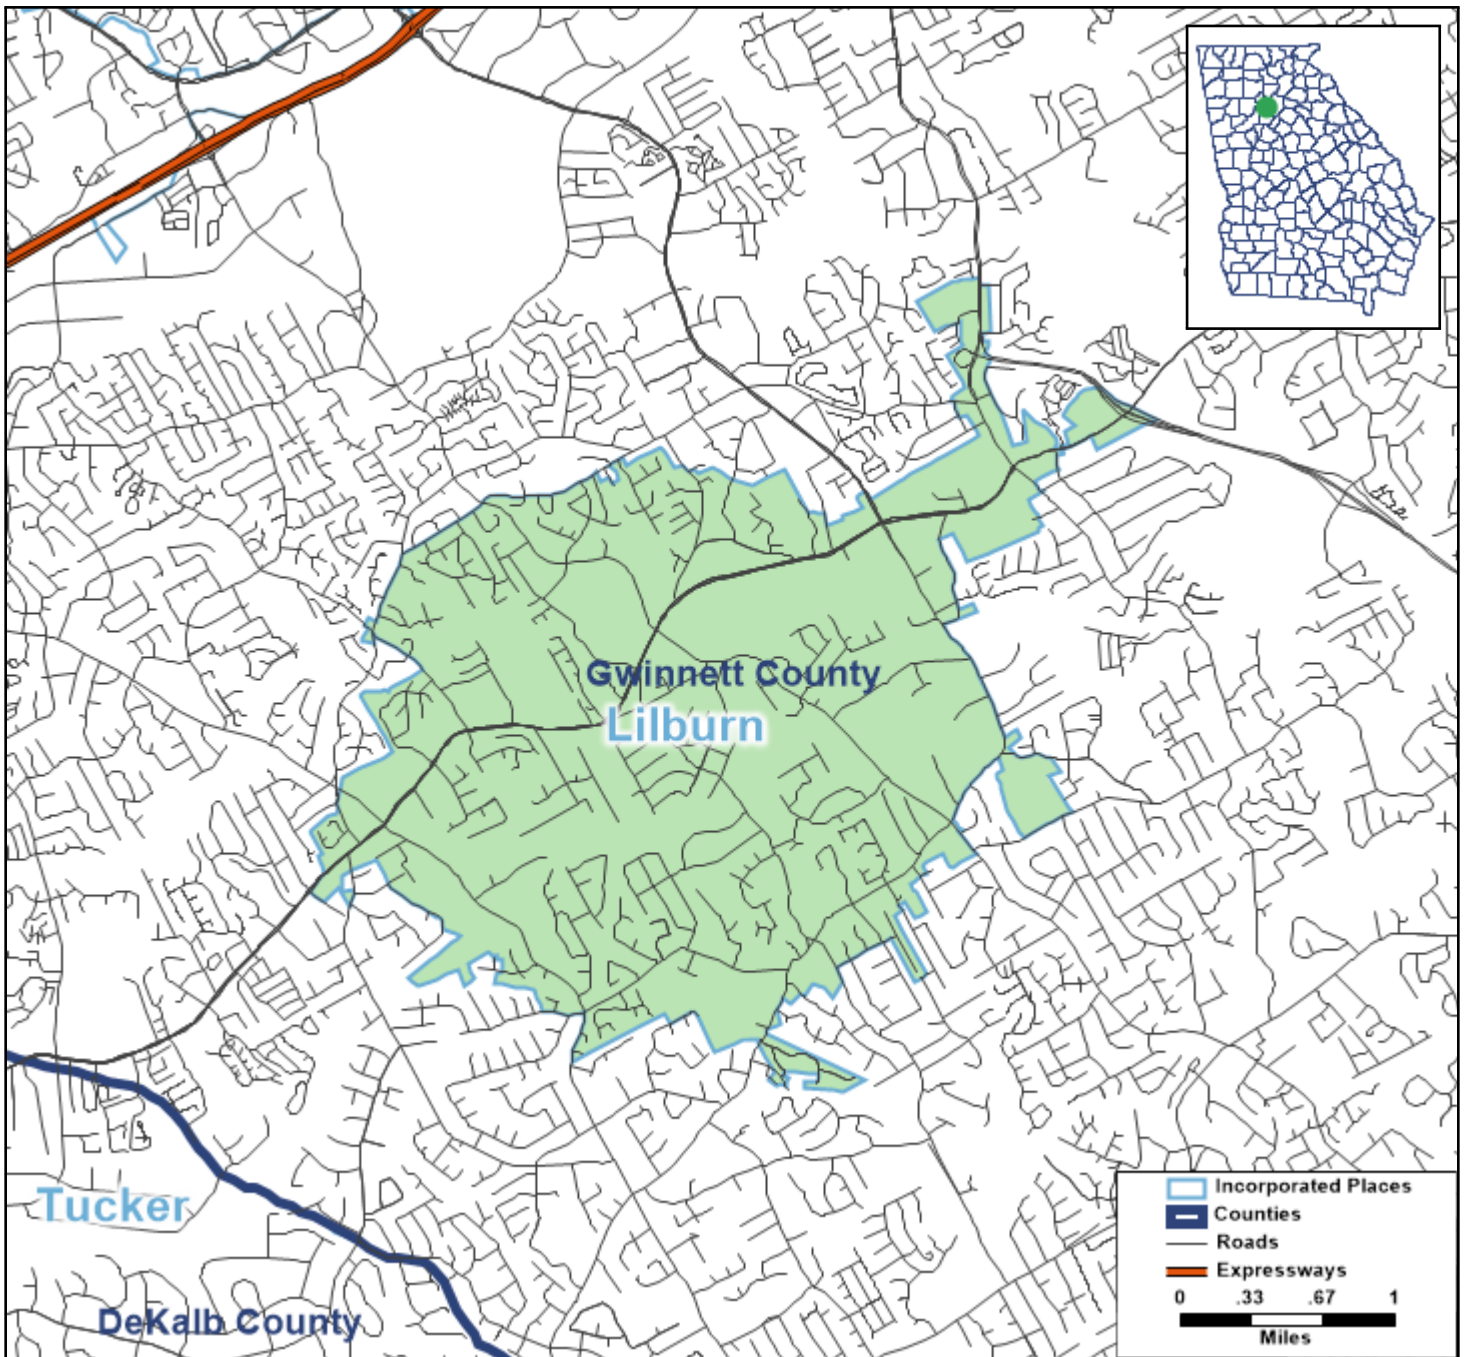 Gwinnett County
Lilburn
Tucker
DeKalb County
Incorporated Places
Counties
Roads
Expressways
0 .33 .67 1
Miles